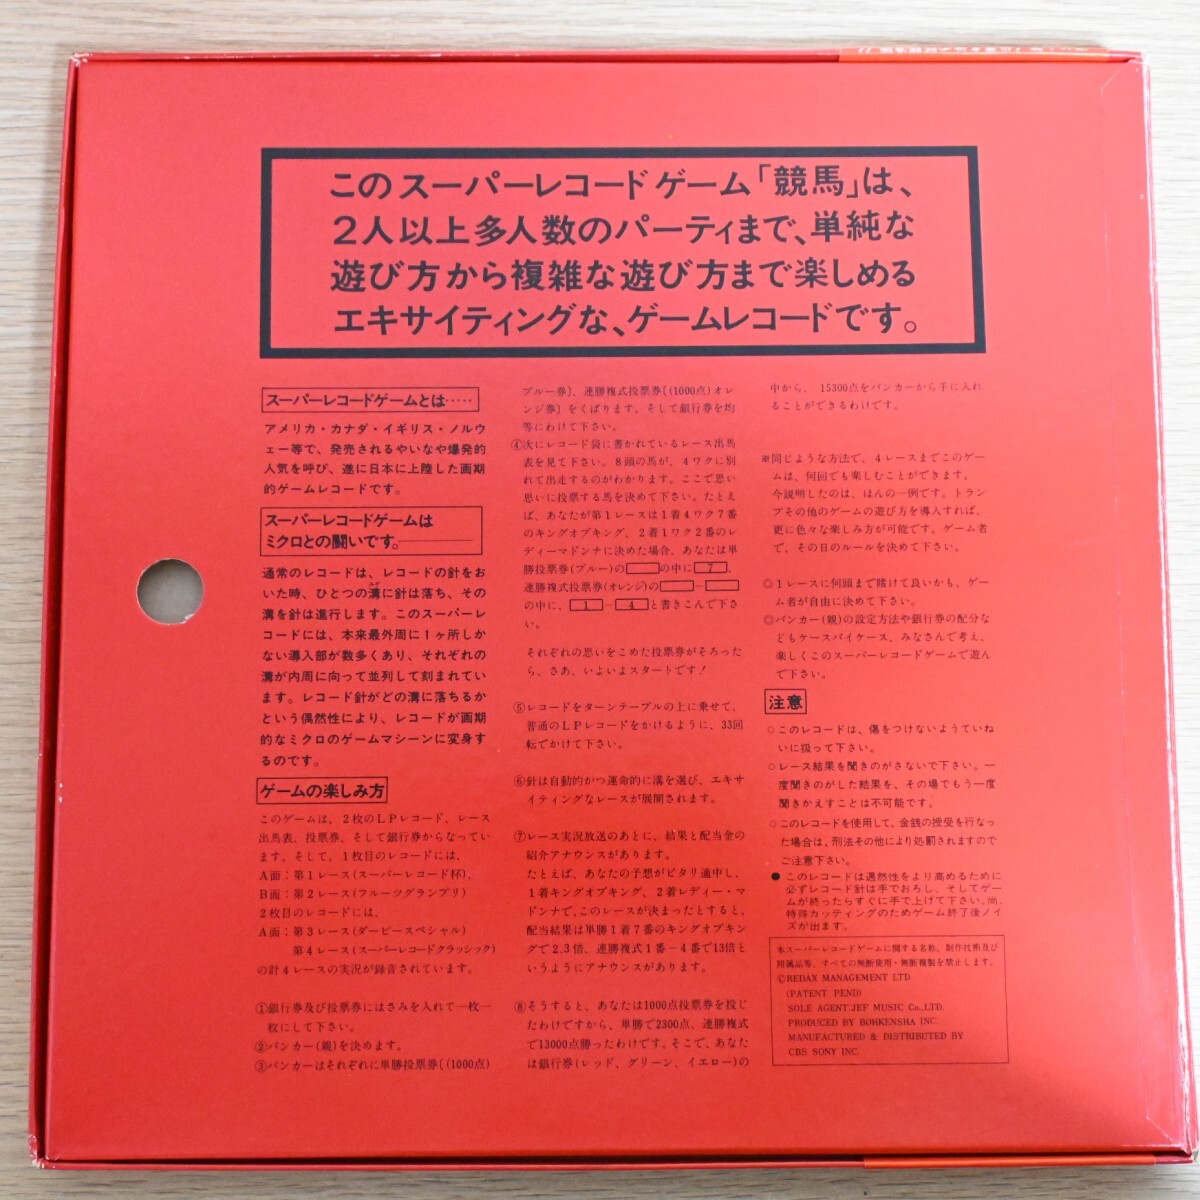 このスーパーレコードゲーム「競馬」は、
2人以上多人数のパーティまで、単純な
遊び方から複雑な遊び方まで楽しめる
エキサイティングな、ゲームレコードです。
スーパーレコードゲームとは‥‥‥
アメリカ・カナダ・イギリス・ノルウ
ェー等で、発売されるやいなや爆発的
人気を呼び、遂に日本に上陸した画期
的ゲームレコードです。
スーパーレコードゲームは
ミクロとの闘いです。
通常のレコードは、レコードの針をお
いた時、ひとつの溝に針は落ち、その
溝を針は進行します。このスーパーレ
コードには、本来最外周に1ヶ所しか
ない導入部が数多くあり、それぞれの
溝が内周に向って並列して刻まれてい
ます。レコード針がどの溝に落ちるか
という偶然性により、レコードが画期
的なミクロのゲームマシーンに変身す
るのです。
ゲームの楽しみ方
このゲームは、2枚のLPレコード、レース
出馬表、投票券、そして銀行券からなってい
ます。そして、1枚目のレコードには、
A面：第1レース(スーパーレコード杯)、
B面：第2レース(フルーツグランプリ)
2枚目のレコードには、
A面：第3レース(ダービースペシャル)
第4レース(スーパーレコードクラッシック)
の計4レースの実況が録音されています。
①銀行券及び投票券にはさみを入れて一枚一
枚にして下さい。
②バンカー(親)を決めます。
③バンカーはそれぞれに単勝投票券〔(1000点)
ブルー券〕、連勝複式投票券〔(1000点)オレ
ンジ券〕をくばります。そして銀行券を均
等にわけて下さい。
④次にレコード袋に書かれているレース出馬
表を見て下さい。8頭の馬が、4ワクに別
れて出走するのがわかります。ここで思い
思いに投票する馬を決めて下さい。たとえ
ば、あなたが第1レースは1着4ワク7番
のキングオブキング、2着1ワク2番のレ
ディーマドンナに決めた場合、あなたは単
勝投票券(ブルー)の□の中に7、
連勝複式投票券(オレンジ)の□−□
の中に、1−4と書きこんで下さ
い。
それぞれの思いをこめた投票券がそろった
ら、さあ、いよいよスタートです！
⑤レコードをターンテーブルの上に乗せて、
普通のLPレコードをかけるように、33回
転でかけて下さい。
⑥針は自動的かつ運命的に溝を選び、エキサ
イティングなレースが展開されます。
⑦レース実況放送のあとに、結果と配当金の
紹介アナウンスがあります。
たとえば、あなたの予想がピタリ適中し、
1着キングオブキング、2着レディー・マ
ドンナで、このレースが決まったとすると、
配当結果は単勝1着7番のキングオブキン
グで2.3倍、連勝複式1番−4番で13倍と
いうようにアナウンスがあります。
⑧そうすると、あなたは1000点投票券を投じ
たわけですから、単勝で2300点、連勝複式
で13000点勝ったわけです。そこで、あなた
は銀行券(レッド、グリーン、イエロー)の
中から、15300点をバンカーから手に入れ
ることができるわけです。
※同じような方法で、4レースまでこのゲー
ムは、何回でも楽しむことができます。
今説明したのは、ほんの一例です。トラン
プその他のゲームの遊び方を導入すれば、
更に色々な楽しみ方が可能です。ゲーム者
で、その日のルールを決めて下さい。
◎1レースに何頭まで賭けて良いかも、ゲー
ム者が自由に決めて下さい。
◎バンカー(親)の設定方法や銀行券の配分な
どもケースバイケース、みなさんで考え、
楽しくこのスーパーレコードゲームで遊ん
で下さい。
注意
○このレコードは、傷をつけないようていね
いに扱って下さい。
○レース結果を聞きのがさないで下さい。一
度聞きのがした結果を、その場でもう一度
聞きかえすことは不可能です。
○このレコードを使用して、金銭の授受を行なっ
た場合は、刑法その他により処罰されますので
ご注意下さい。
●このレコードは遇然性をより高めるために
必ずレコード針は手でおろし、そしてゲー
ムが終ったらすぐに手で上げて下さい。尚、
特殊カッティングのためゲーム終了後ノイ
ズが出ます。
本スーパーレコードゲームに関する名称、制作技術及び
附属品等、すべての無断使用・無断複製を禁止します。
©REDAX MANAGEMENT LTD
(PATENT PEND)
SOLE AGENT:JEF MUSIC Co.,LTD.
PRODUCED BY BOHKENSHA INC.
MANUFACTURED & DISTRIBUTED BY
CBS SONY INC.